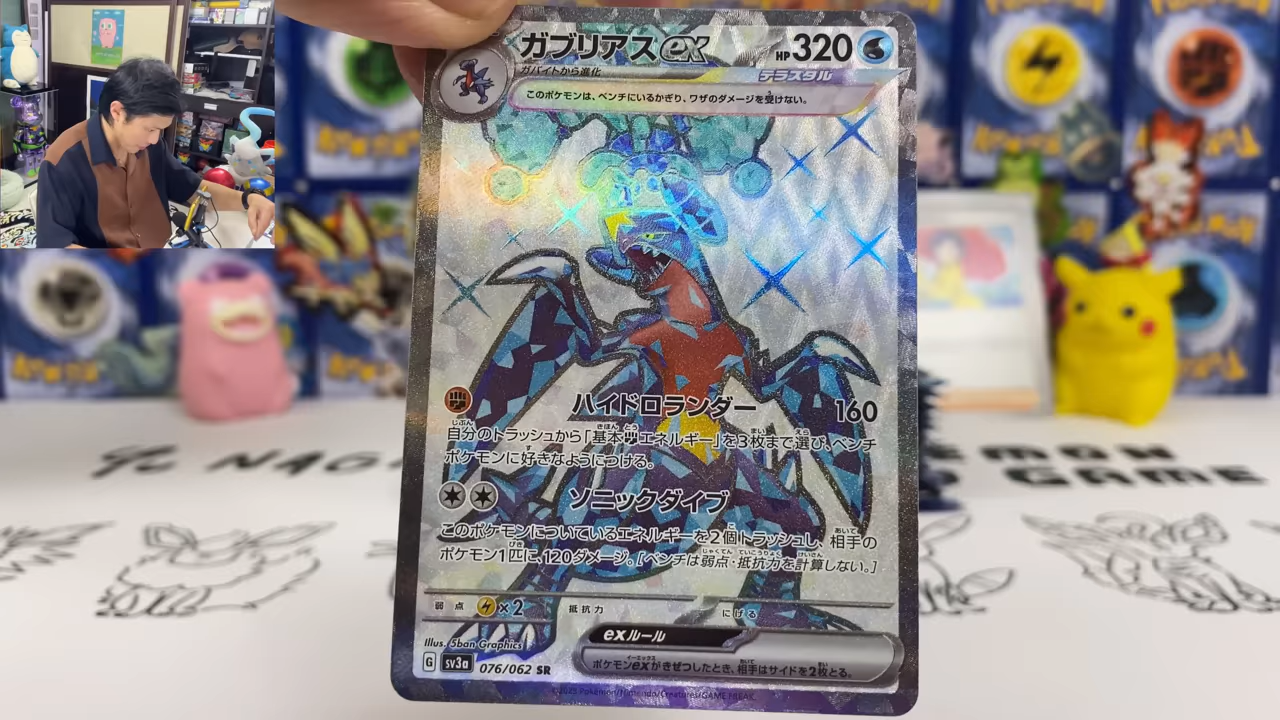 ガブリアスex
HP320
ガバイトから進化
テラスタル
このポケモンは、ベンチにいるかぎり、ワザのダメージを受けない。
ハイドロランダー 160
自分のトラッシュから「基本エネルギー」を3枚まで選び、ベンチ
ポケモンに好きなようにつける。
ソニックダイブ
このポケモンについているエネルギーを2個トラッシュし、相手の
ポケモン1匹に、120ダメージ。[ベンチは弱点・抵抗力を計算しない。]
弱点 ×2 抵抗力 にげる
exルール
ポケモンexがきぜつしたとき、相手はサイドを2枚とる。
Illus. 5ban Graphics
G sv3a 076/062 SR
©2023 Pokémon/Nintendo/Creatures/GAME FREAK